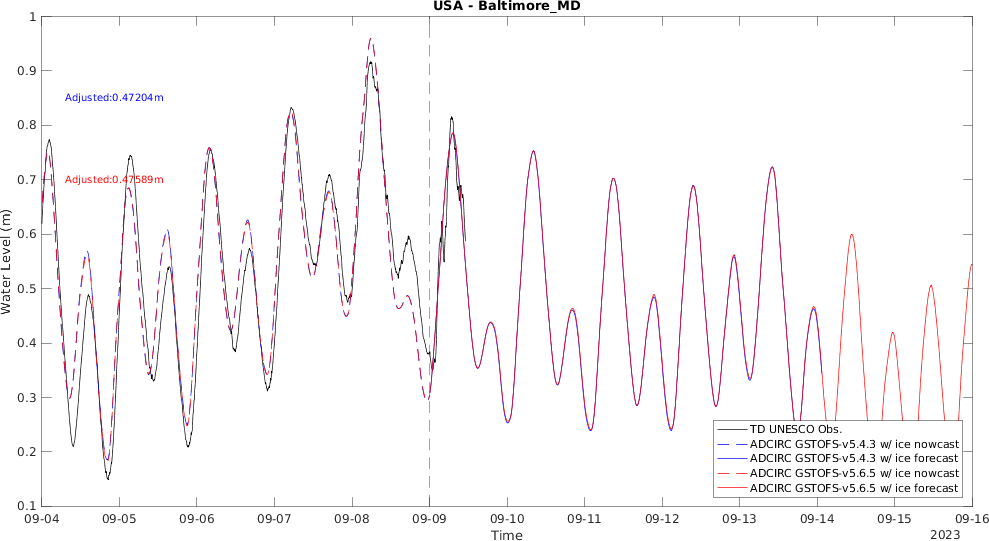 USA - Baltimore_MD
1
0.9
0.8
0.7
0.6
0.5
0.4
0.3
0.2
0.1
Water Level (m)
Adjusted:0.47204m
Adjusted:0.47589m
TD UNESCO Obs.
ADCIRC GSTOFS-v5.4.3 w/ ice nowcast
ADCIRC GSTOFS-v5.4.3 w/ ice forecast
ADCIRC GSTOFS-v5.6.5 w/ ice nowcast
ADCIRC GSTOFS-v5.6.5 w/ ice forecast
09-04 09-05 09-06 09-07 09-08 09-09 09-10 09-11 09-12 09-13 09-14 09-15 09-16
Time
2023